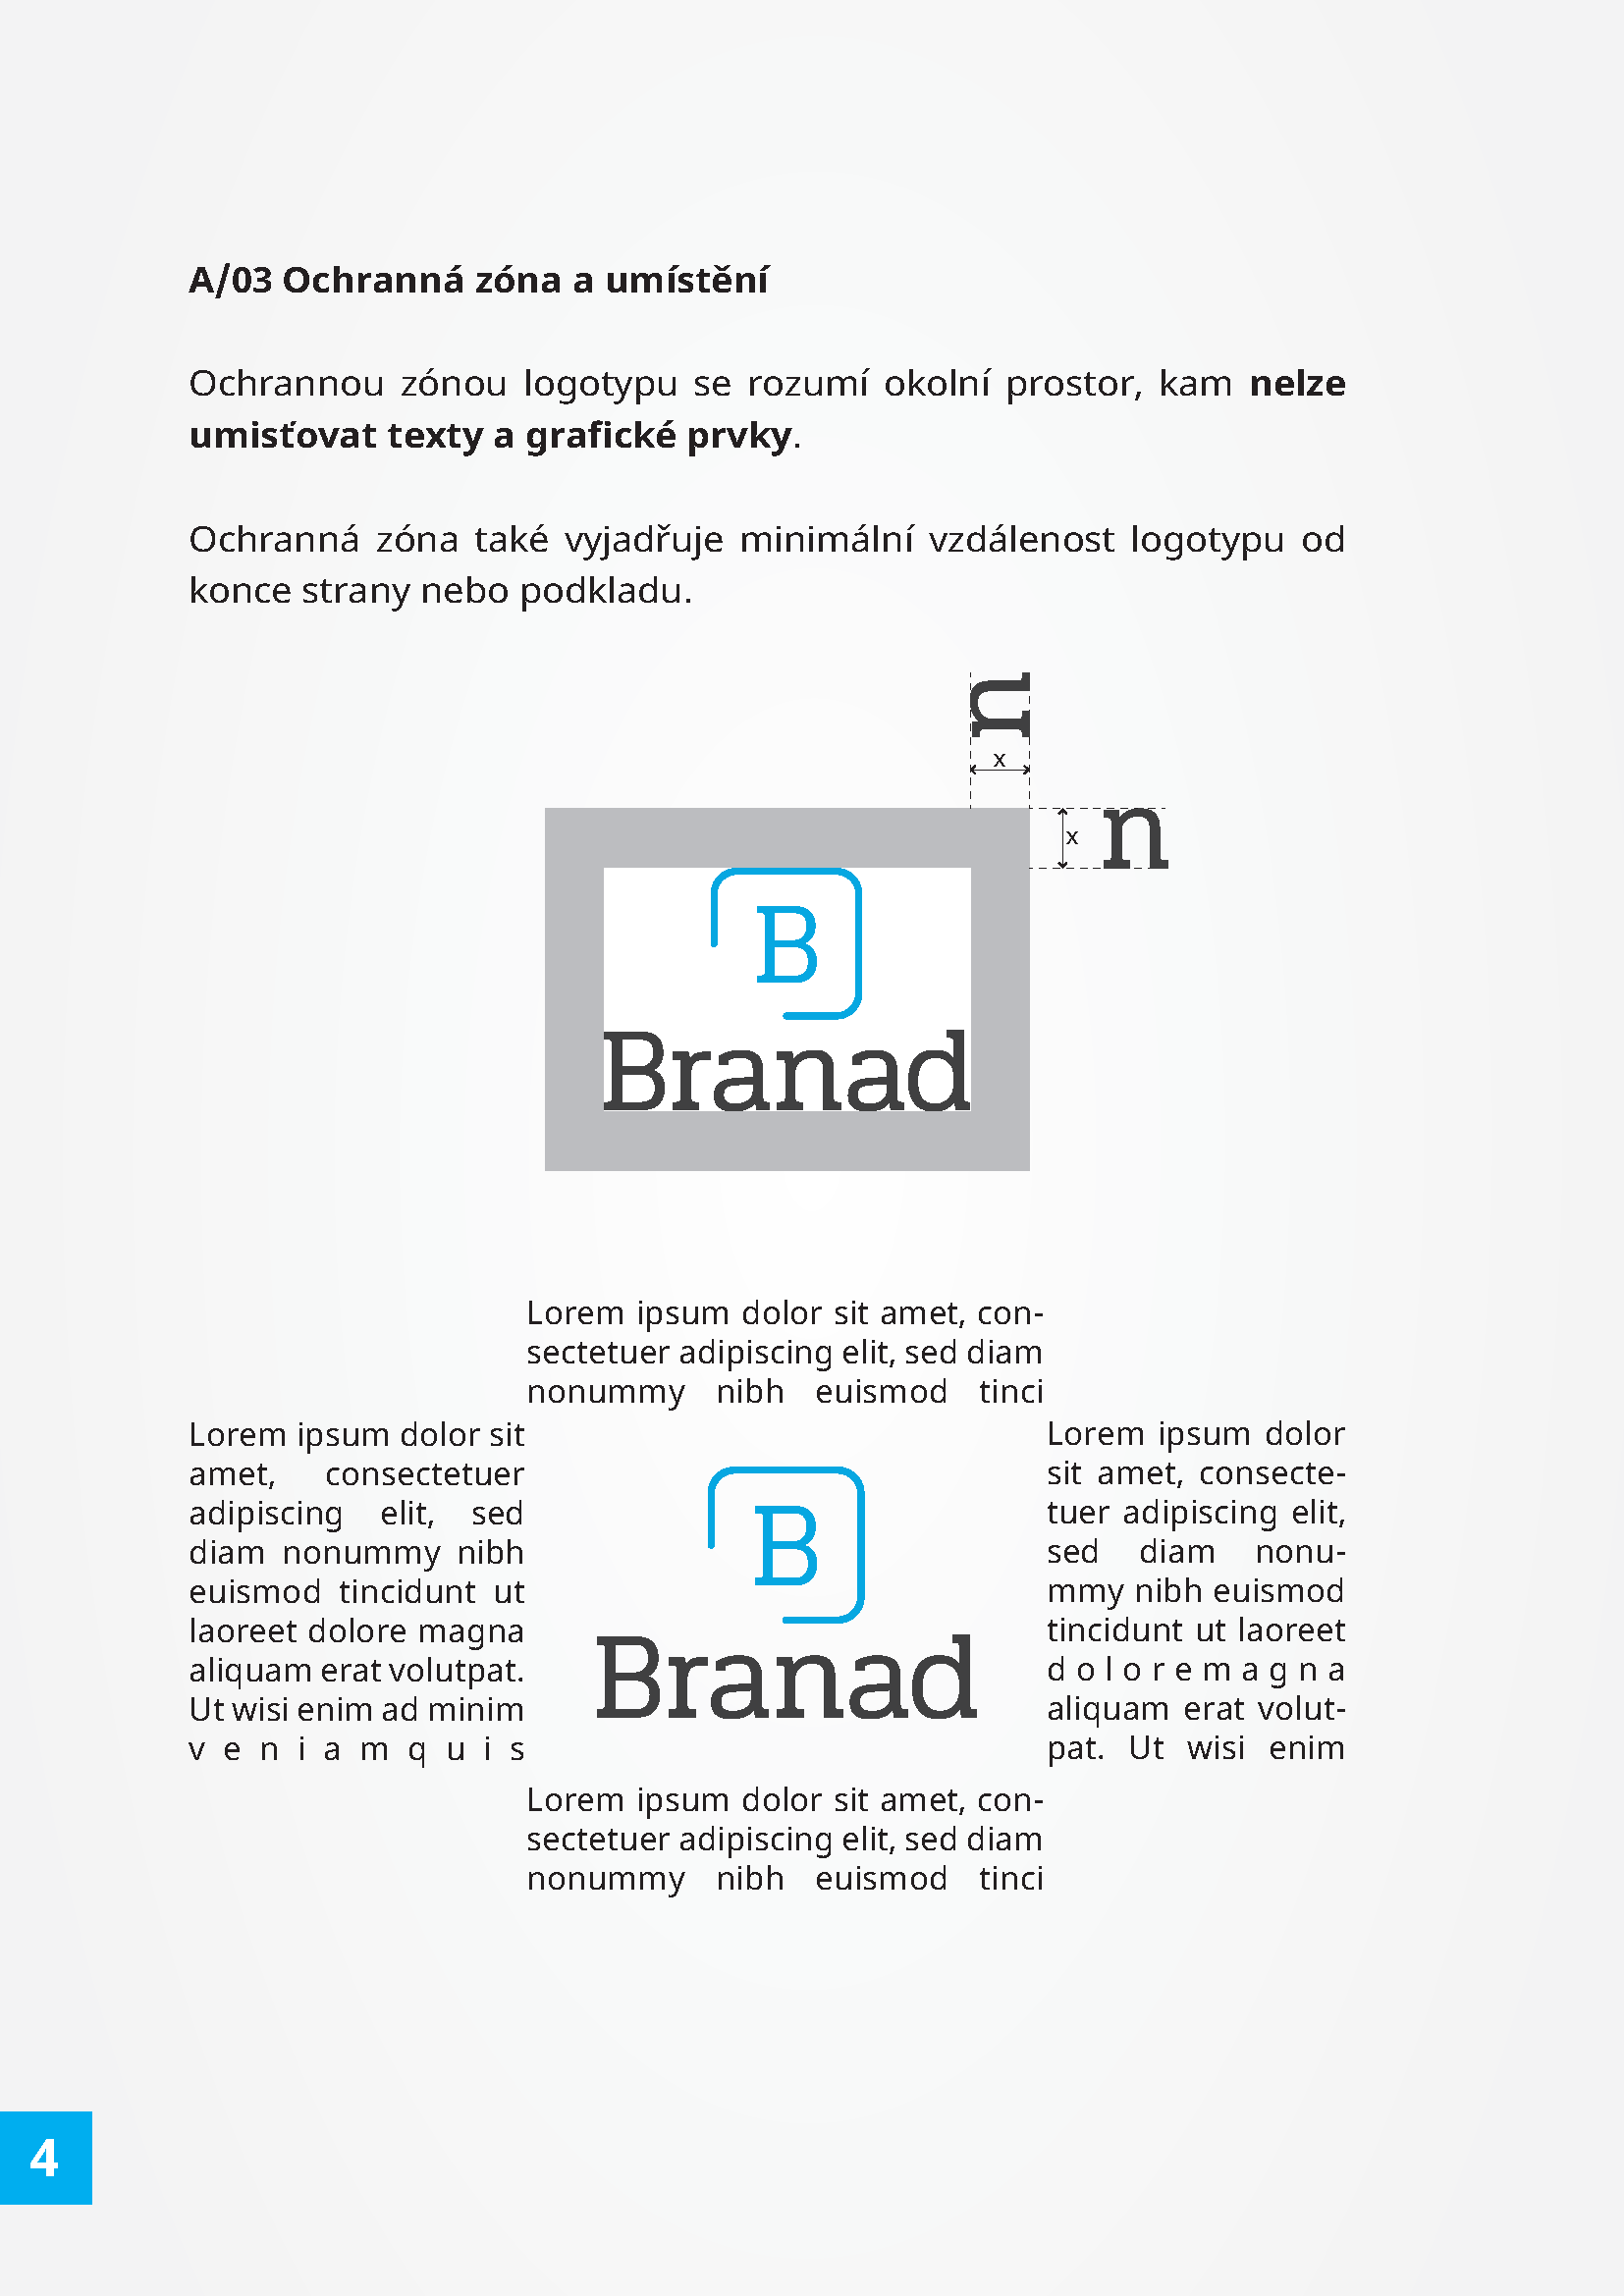 A/03 Ochranná zóna a umístění
Ochrannou zónou logotypu se rozumí okolní prostor, kam nelze
umisťovat texty a grafické prvky.
Ochranná zóna také vyjadřuje minimální vzdálenost logotypu od
konce strany nebo podkladu.
n
x
x
n
B
Branad
Lorem ipsum dolor sit amet, con-
sectetuer adipiscing elit, sed diam
nonummy nibh euismod tinci
Lorem ipsum dolor sit
amet, consectetuer
adipiscing elit, sed
diam nonummy nibh
euismod tincidunt ut
laoreet dolore magna
aliquam erat volutpat.
Ut wisi enim ad minim
v e n i a m q u i s
B
Branad
Lorem ipsum dolor
sit amet, consecte-
tuer adipiscing elit,
sed diam nonu-
mmy nibh euismod
tincidunt ut laoreet
d o l o r e m a g n a
aliquam erat volut-
pat. Ut wisi enim
Lorem ipsum dolor sit amet, con-
sectetuer adipiscing elit, sed diam
nonummy nibh euismod tinci
4